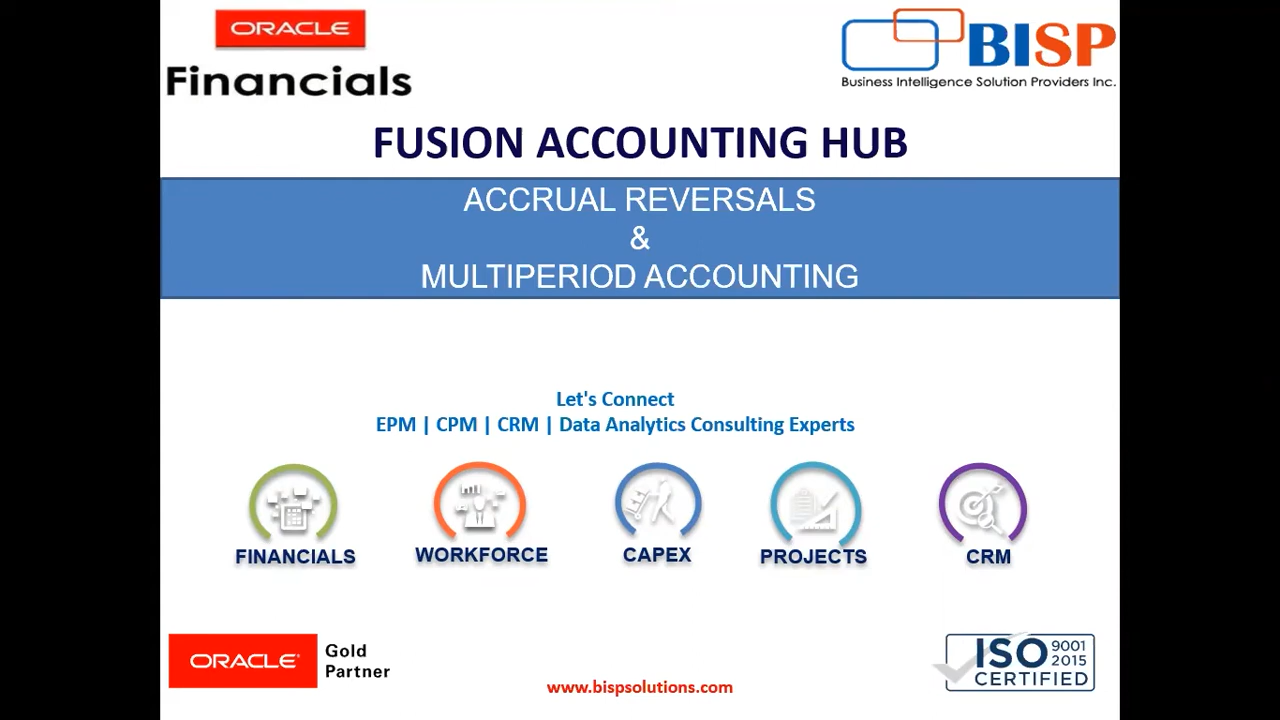 ORACLE
Financials
BISP
Business Intelligence Solution Providers Inc.
FUSION ACCOUNTING HUB
ACCRUAL REVERSALS
&
MULTIPERIOD ACCOUNTING
Let's Connect
EPM | CPM | CRM | Data Analytics Consulting Experts
FINANCIALS
WORKFORCE
CAPEX
PROJECTS
CRM
ORACLE®
Gold
Partner
www.bispsolutions.com
ISO 9001
2015
CERTIFIED